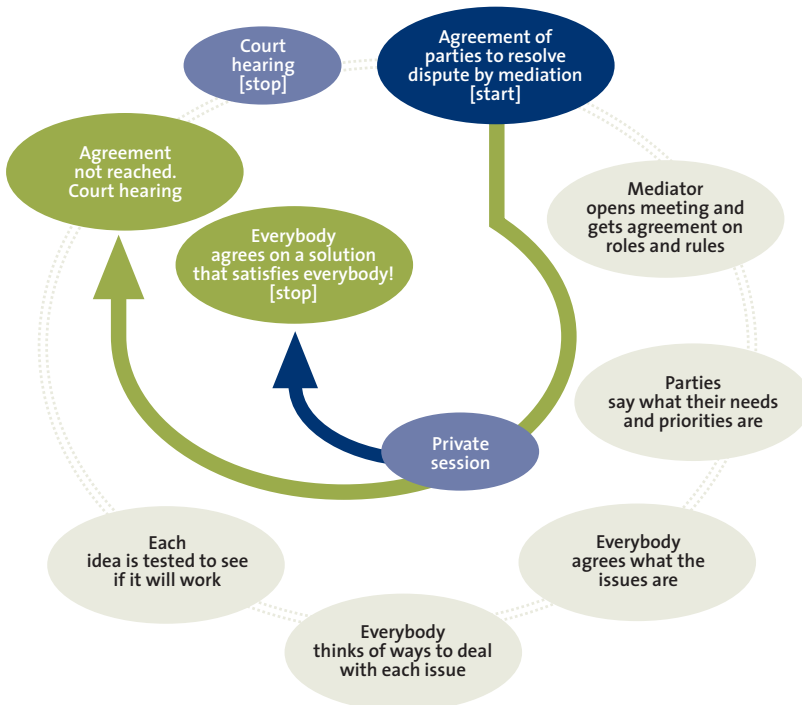 Court
hearing
[stop]
Agreement of
parties to resolve
dispute by mediation
[start]
Agreement
not reached.
Court hearing
Mediator
opens meeting and
gets agreement on
roles and rules
Everybody
agrees on a solution
that satisfies everybody!
[stop]
Parties
say what their needs
and priorities are
Private
session
Each
idea is tested to see
if it will work
Everybody
agrees what the
issues are
Everybody
thinks of ways to deal
with each issue